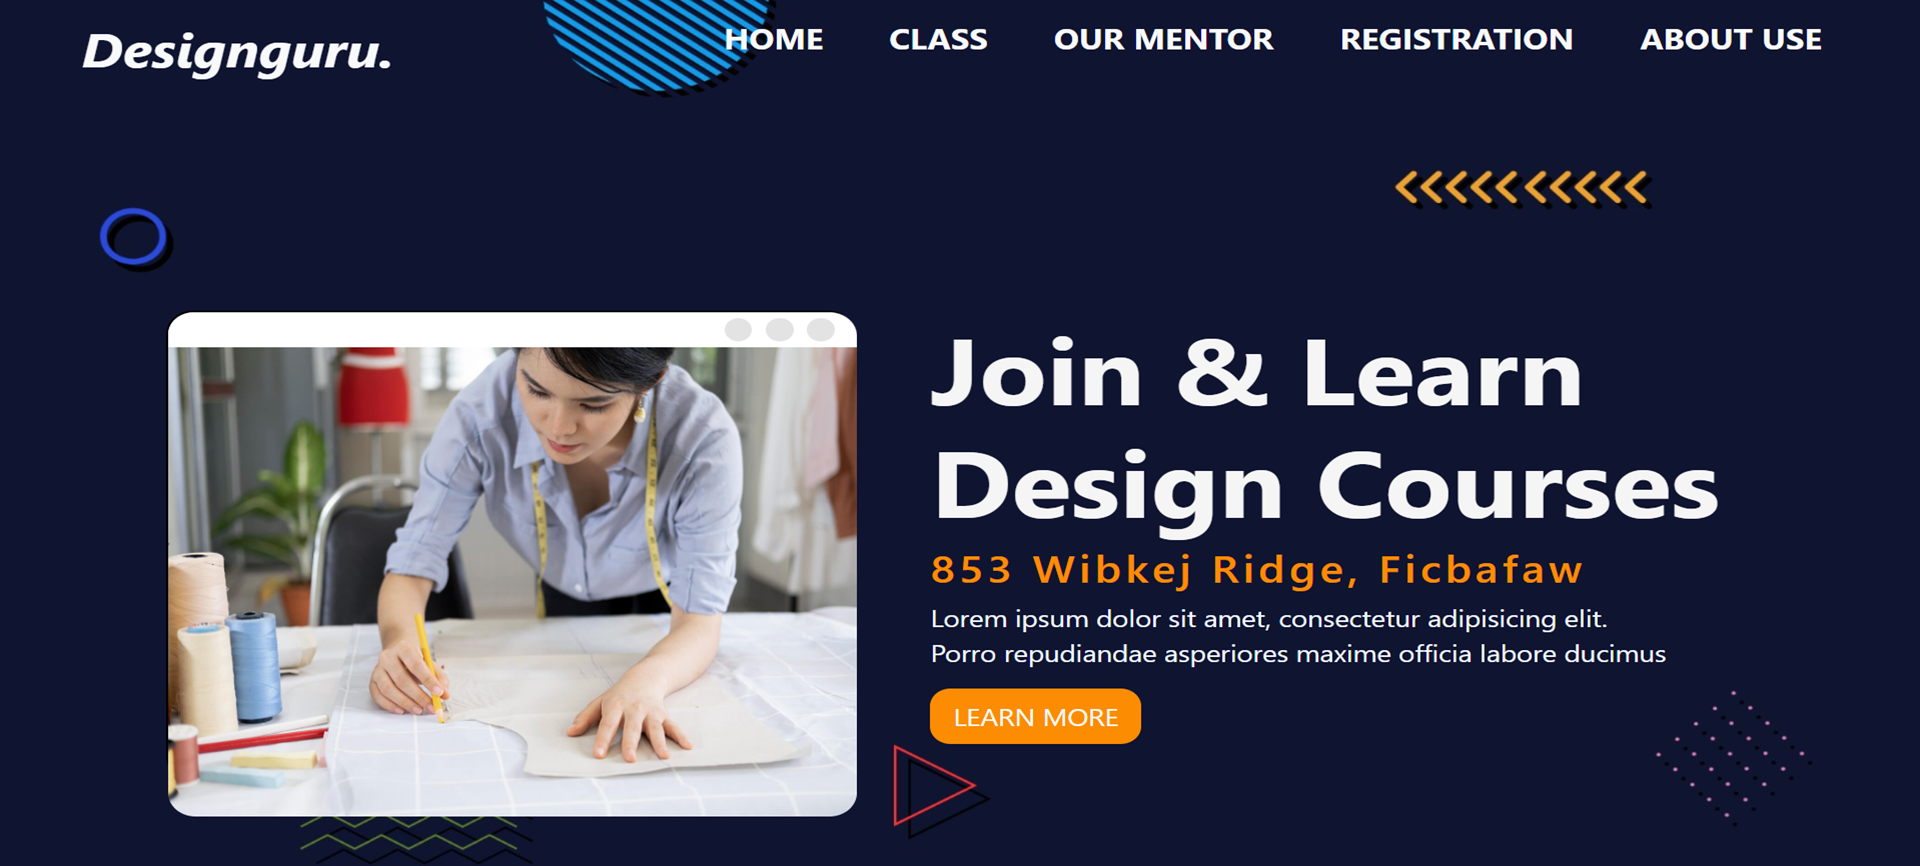 Designguru.
HOME CLASS OUR MENTOR REGISTRATION ABOUT USE
Join & Learn
Design Courses
853 Wibkej Ridge, Ficbafaw
Lorem ipsum dolor sit amet, consectetur adipisicing elit.
Porro repudiandae asperiores maxime officia labore ducimus
LEARN MORE